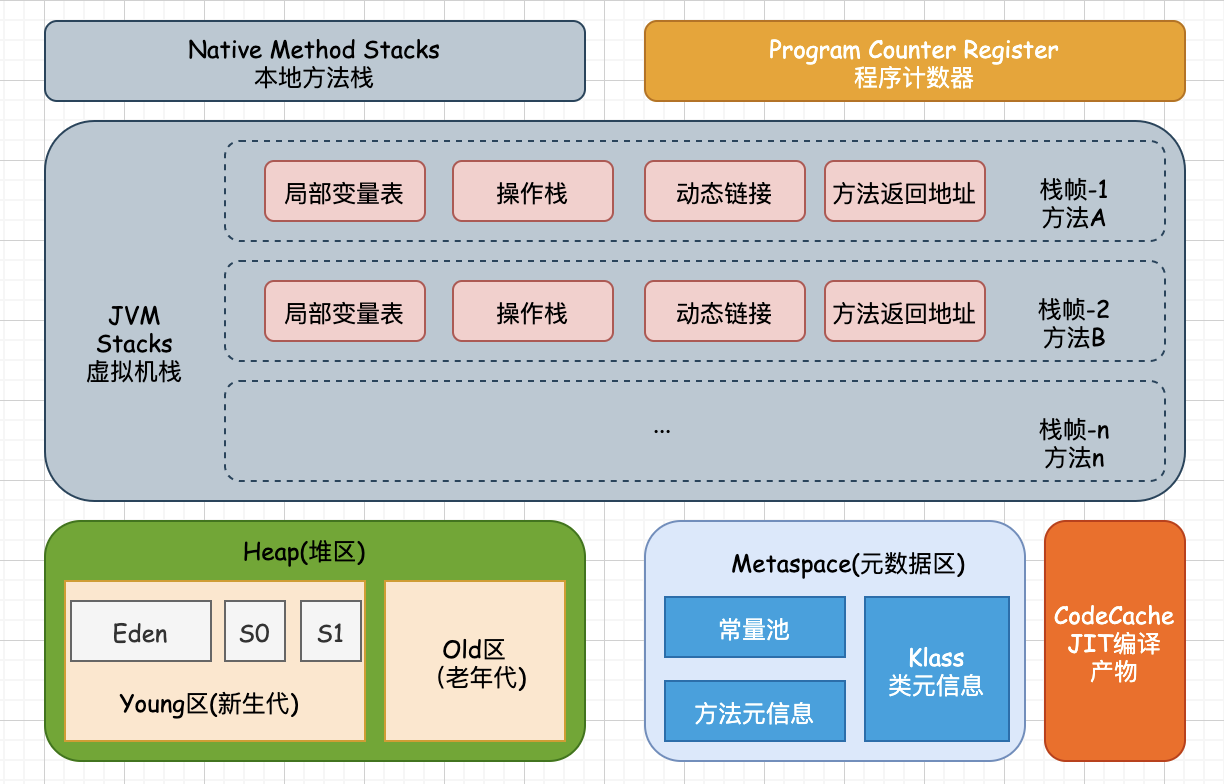 Native Method Stacks
本地方法栈
Program Counter Register
程序计数器
JVM
Stacks
虚拟机栈
局部变量表
操作栈
动态链接
方法返回地址
栈帧-1
方法A
局部变量表
操作栈
动态链接
方法返回地址
栈帧-2
方法B
...
栈帧-n
方法n
Heap(堆区)
Eden
S0
S1
Young区(新生代)
Old区
(老年代)
Metaspace(元数据区)
常量池
方法元信息
Klass
类元信息
CodeCache
JIT编译
产物